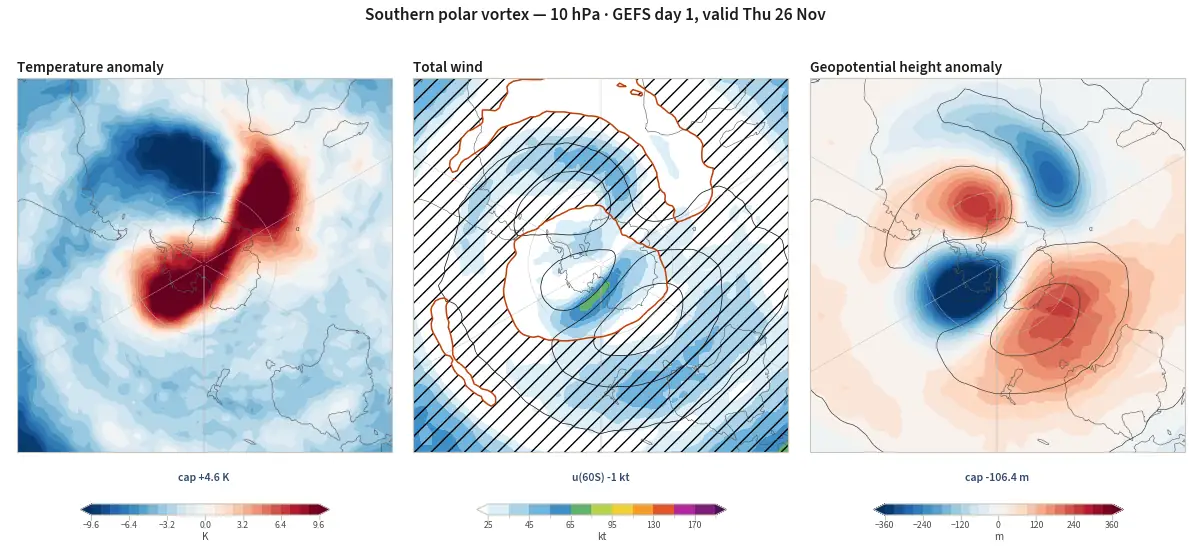 Southern polar vortex — 10 hPa · GEFS day 1, valid Thu 26 Nov
Temperature anomaly
Total wind
Geopotential height anomaly
cap +4.6 K
u(60S) -1 kt
cap -106.4 m
−9.6 −6.4 −3.2 0.0 3.2 6.4 9.6
K
25 45 65 95 130 170
kt
−360 −240 −120 0 120 240 360
m